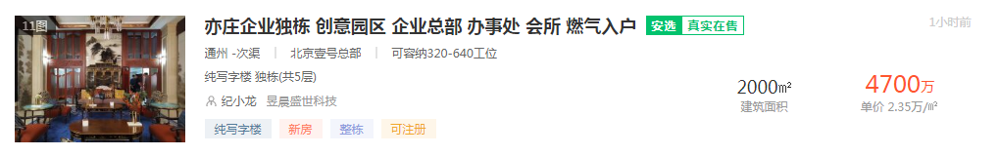 11图
亦庄企业独栋 创意园区 企业总部 办事处 会所 燃气入户 安选 真实在售
1小时前
通州 -次渠 | 北京壹号总部 | 可容纳320-640工位
纯写字楼 独栋(共5层)
2000㎡ 4700万
纪小龙 昱晨盛世科技
建筑面积 单价 2.35万/㎡
纯写字楼 新房 整栋 可注册